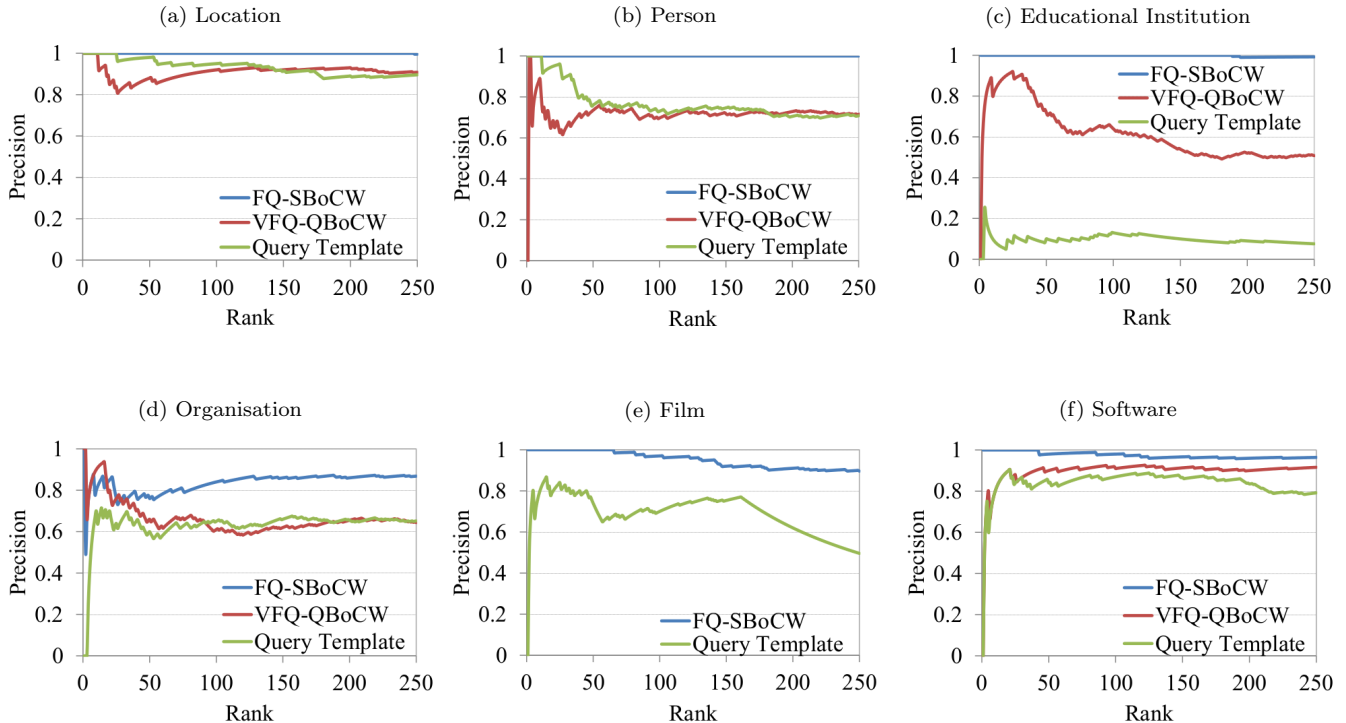 (a) Location
1
0.8
0.6
0.4
0.2
0
Precision
FQ-SBoCW
VFQ-QBoCW
Query Template
0 50 100 150 200 250
Rank
(b) Person
1
0.8
0.6
0.4
0.2
0
Precision
FQ-SBoCW
VFQ-QBoCW
Query Template
0 50 100 150 200 250
Rank
(c) Educational Institution
1
0.8
0.6
0.4
0.2
0
Precision
FQ-SBoCW
VFQ-QBoCW
Query Template
0 50 100 150 200 250
Rank
(d) Organisation
1
0.8
0.6
0.4
0.2
0
Precision
FQ-SBoCW
VFQ-QBoCW
Query Template
0 50 100 150 200 250
Rank
(e) Film
1
0.8
0.6
0.4
0.2
0
Precision
FQ-SBoCW
Query Template
0 50 100 150 200 250
Rank
(f) Software
1
0.8
0.6
0.4
0.2
0
Precision
FQ-SBoCW
VFQ-QBoCW
Query Template
0 50 100 150 200 250
Rank